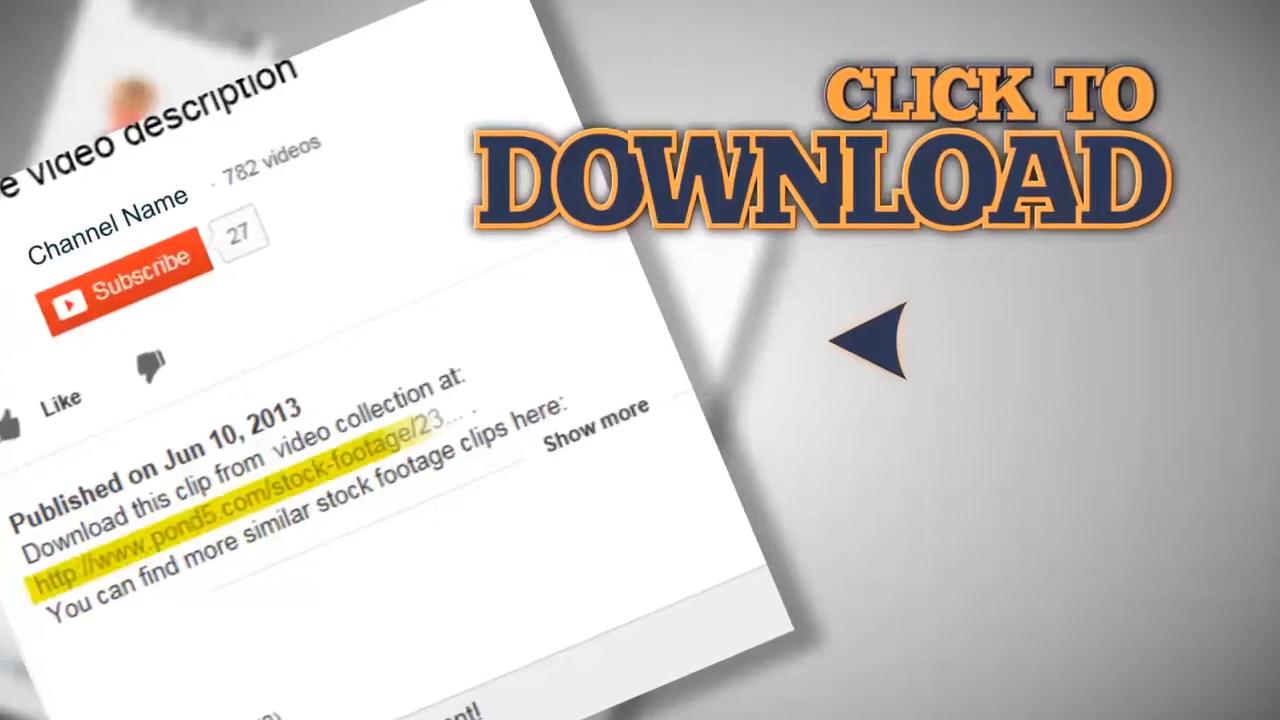 CLICK TO
DOWNLOAD
e video description
Channel Name · 782 videos
Subscribe 27
Like
Published on Jun 10, 2013
Download this clip from video collection at:
http://www.pond5.com/stock-footage/23... .
You can find more similar stock footage clips here:
Show more